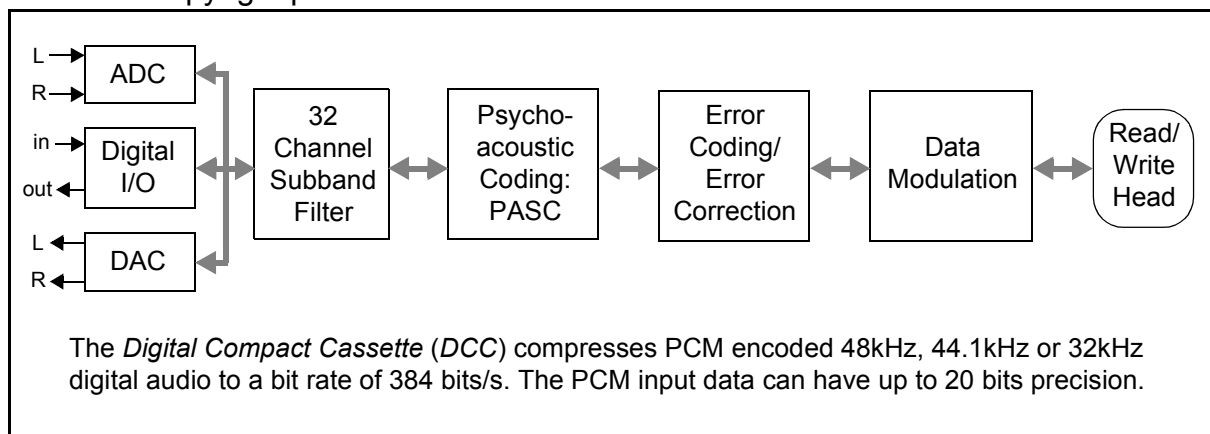 L
R
ADC
in
out
Digital
I/O
L
R
DAC
32
Channel
Subband
Filter
Psycho-
acoustic
Coding:
PASC
Error
Coding/
Error
Correction
Data
Modulation
Read/
Write
Head
The Digital Compact Cassette (DCC) compresses PCM encoded 48kHz, 44.1kHz or 32kHz
digital audio to a bit rate of 384 bits/s. The PCM input data can have up to 20 bits precision.